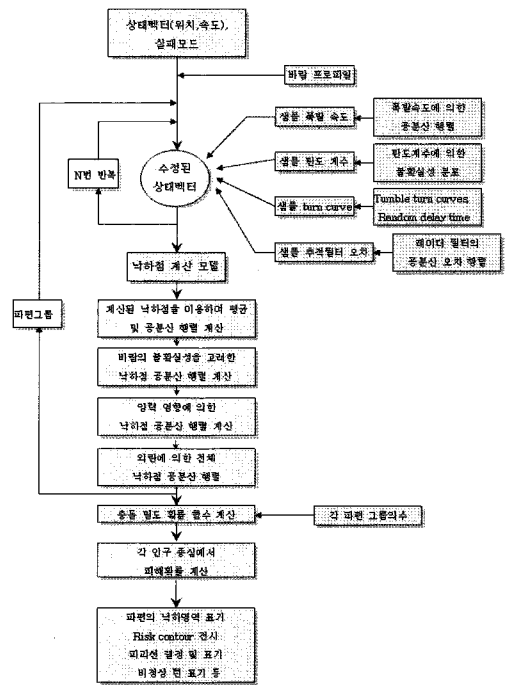 상태벡터(위치,속도),
실패모드
바람 프로파일
샘플 폭발 속도
폭발속도에 의한
공분산 행렬
N번 반복
수정된
상태벡터
샘플 탄도 계수
탄도계수에 의한
불확실성 분포
샘플 turn curve
Tumble turn curves,
Random delay time
샘플 추적필터 오차
레이다 필터의
공분산 오차 행렬
낙하점 계산 모델
파편그룹
계산된 낙하점을 이용하여 평균
및 공분산 행렬 계산
바람의 불확실성을 고려한
낙하점 공분산 행렬 계산
양력 영향에 의한
낙하점 공분산 행렬 계산
외란에 의한 전체
낙하점 공분산 행렬
충돌 밀도 확률 함수 계산
각 파편 그룹의수
각 인구 중심에서
피해확률 계산
파편의 낙하영역 표기
Risk contour 전시
피리선 결정 및 표기
비정상 턴 표기 등